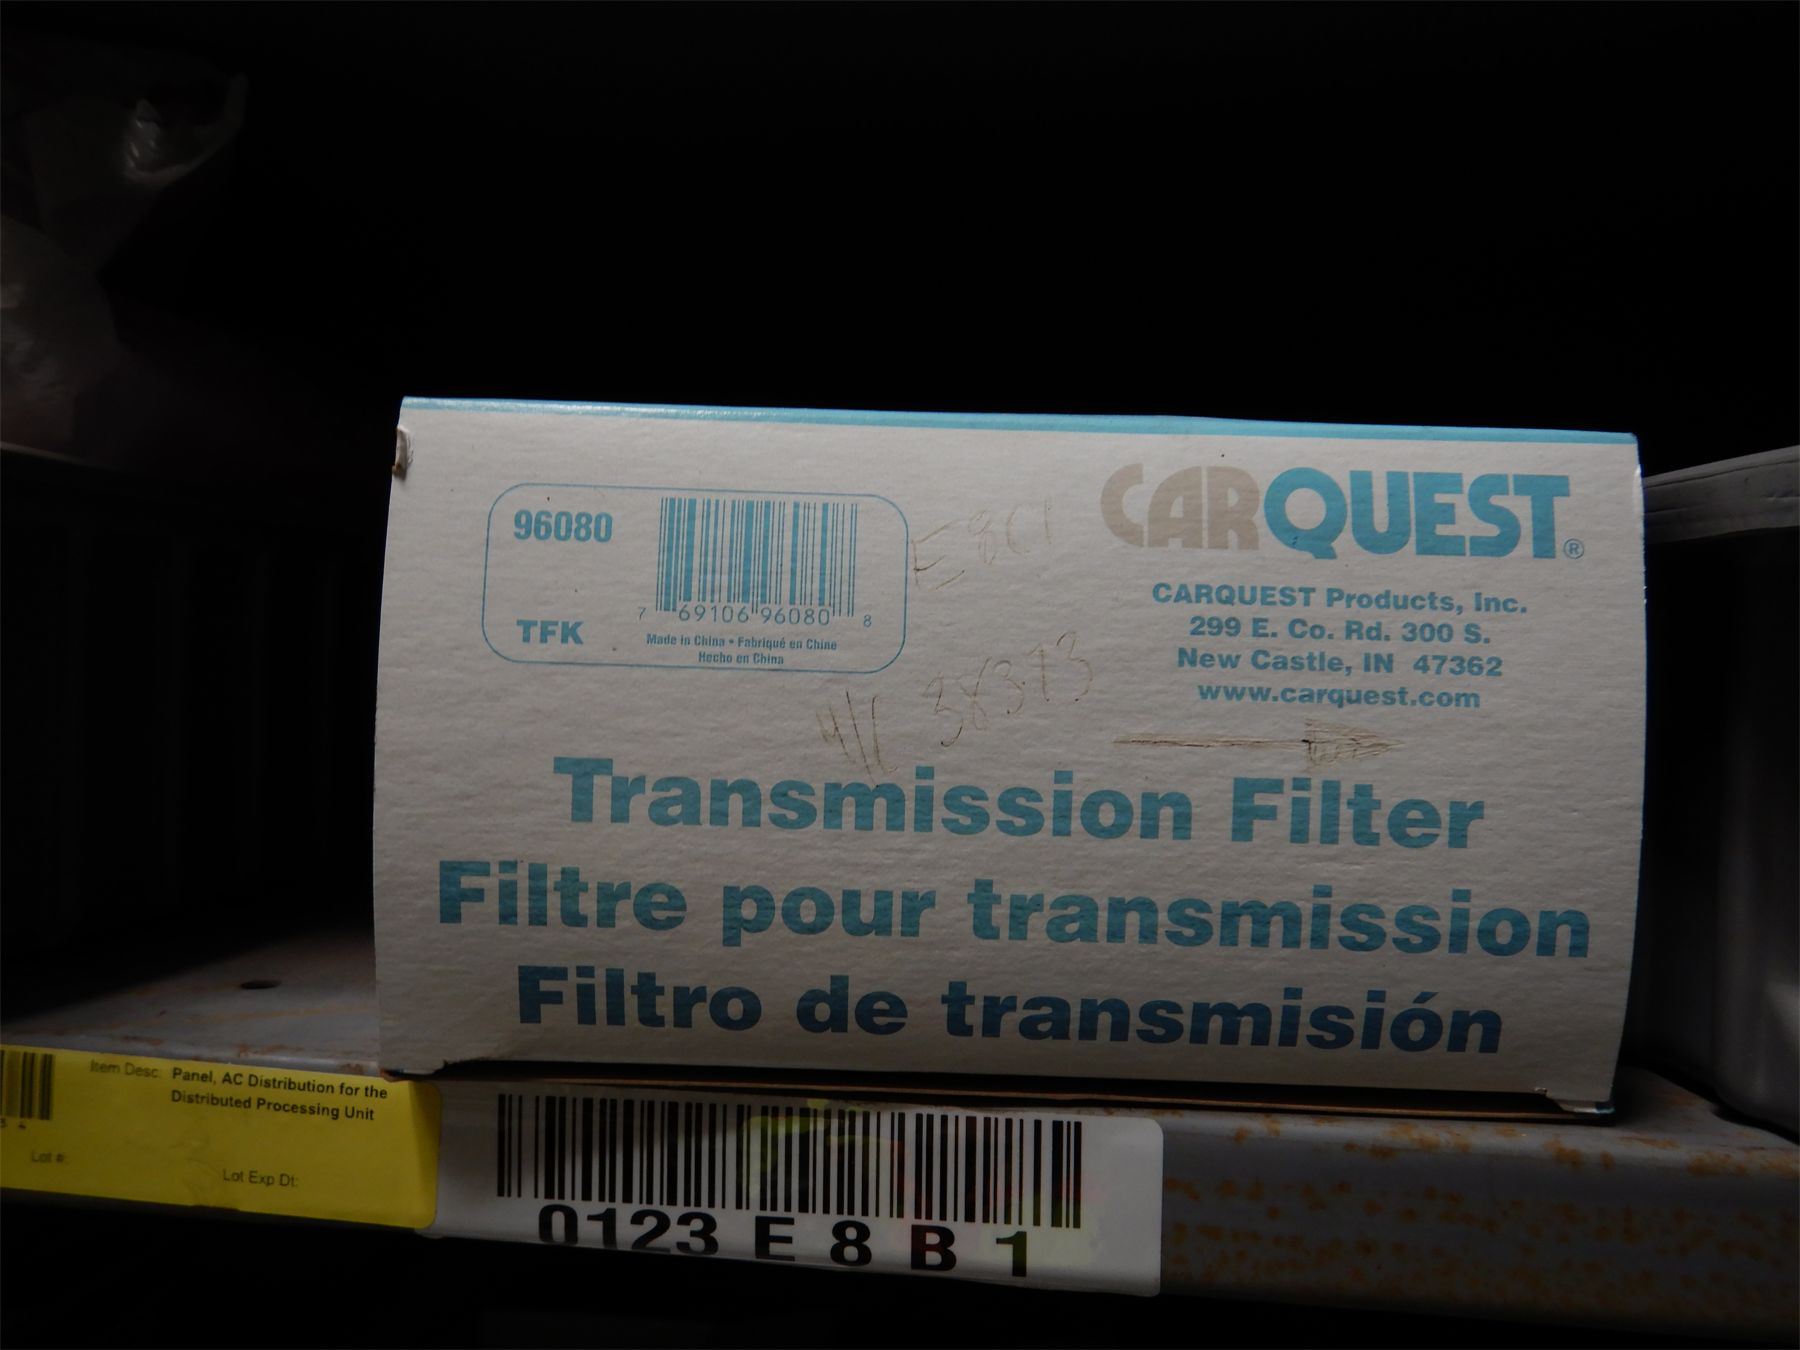 96080
TFK
7 69106 96080 8
Made in China • Fabriqué en Chine
Hecho en China
CARQUEST®
CARQUEST Products, Inc.
299 E. Co. Rd. 300 S.
New Castle, IN 47362
www.carquest.com
Transmission Filter
Filtre pour transmission
Filtro de transmisión
Item Desc: Panel, AC Distribution for the
Distributed Processing Unit
Lot #:
Lot Exp Dt:
0123 E 8 B 1